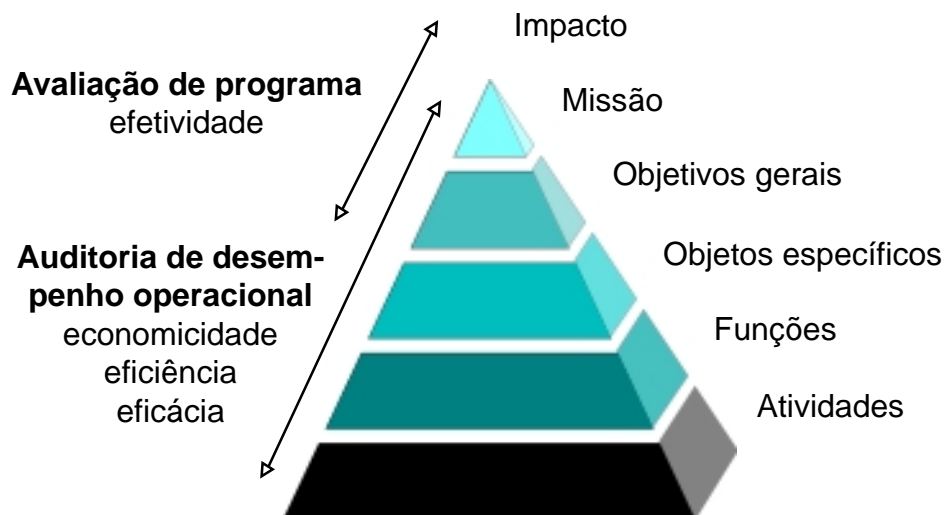 Impacto
Avaliação de programa
efetividade
Missão
Objetivos gerais
Auditoria de desem-
penho operacional
economicidade
eficiência
eficácia
Objetos específicos
Funções
Atividades